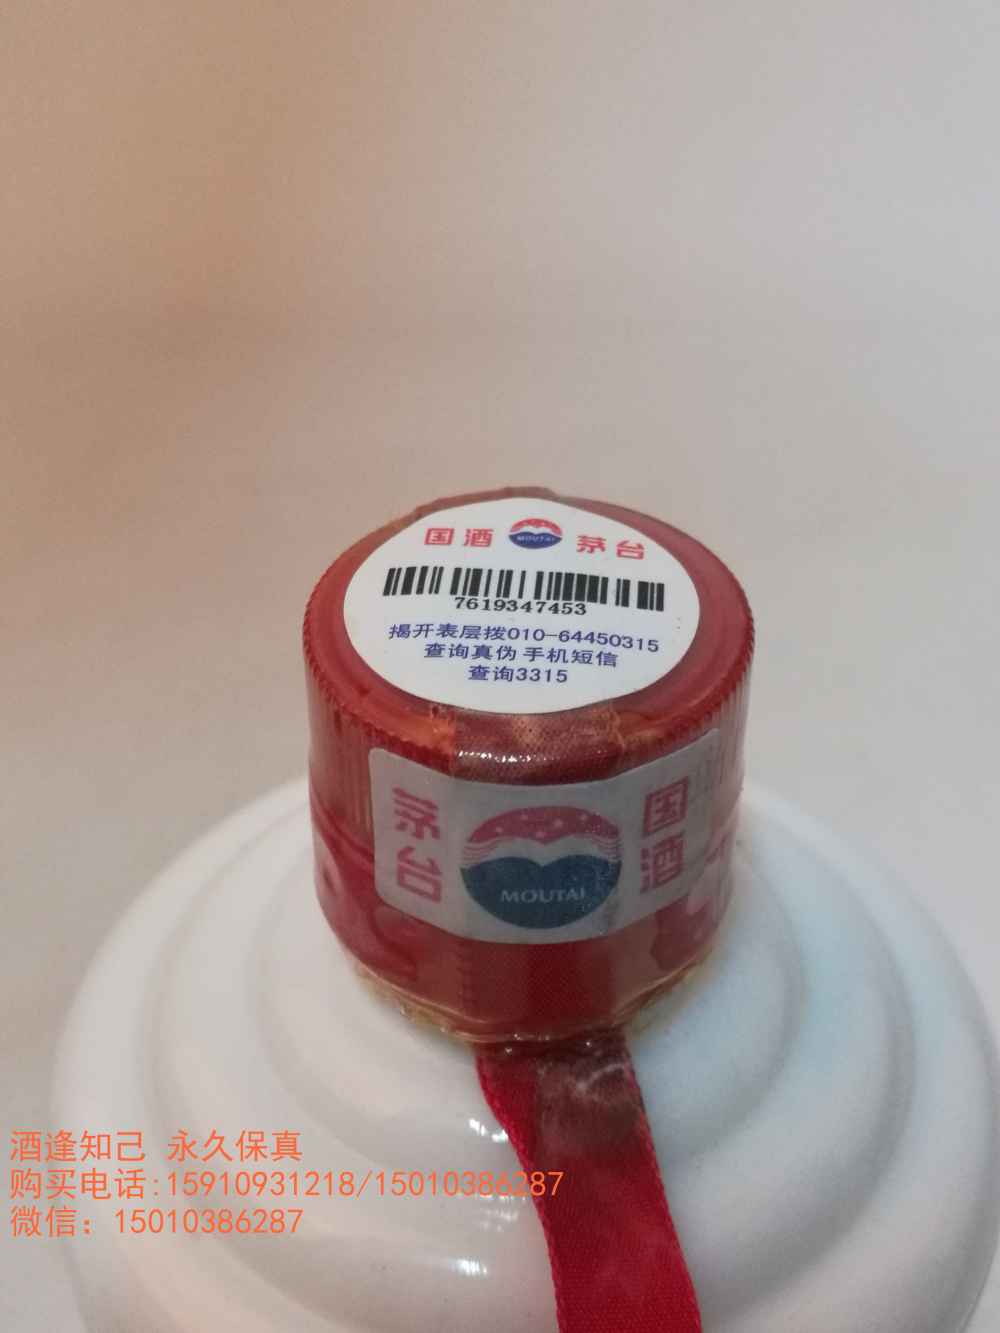 国酒 MOUTAI 茅台
7619347453
揭开表层拨010-64450315
查询真伪 手机短信
查询3315
茅台 MOUTAI 国酒
酒逢知己 永久保真
购买电话:15910931218/15010386287
微信：15010386287